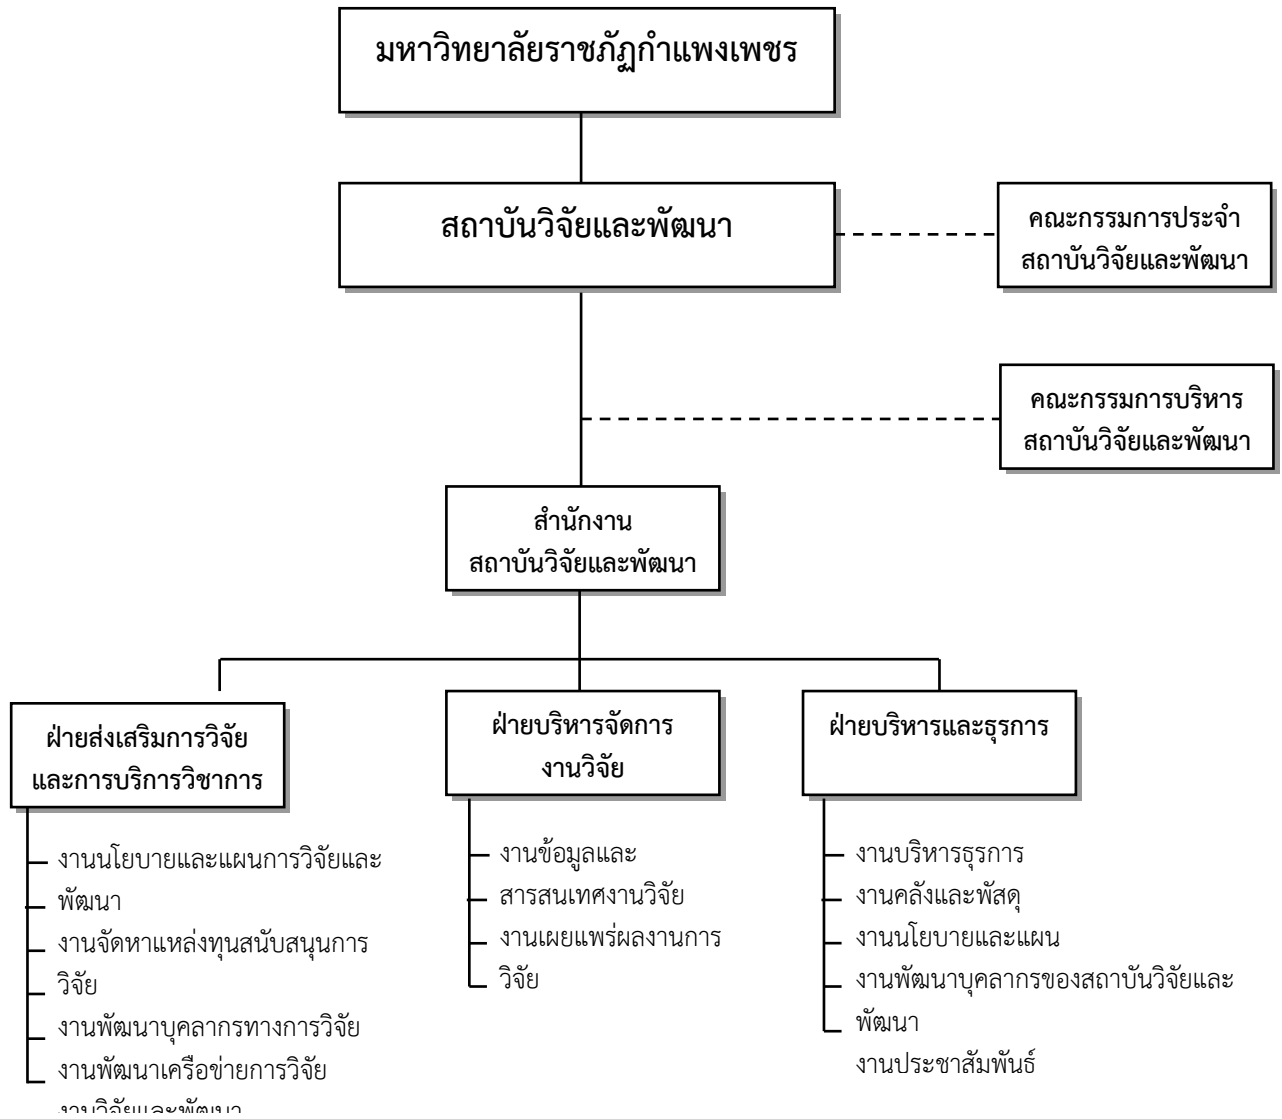 มหาวิทยาลัยราชภัฏกำแพงเพชร
สถาบันวิจัยและพัฒนา
คณะกรรมการประจำ
สถาบันวิจัยและพัฒนา
คณะกรรมการบริหาร
สถาบันวิจัยและพัฒนา
สำนักงาน
สถาบันวิจัยและพัฒนา
ฝ่ายส่งเสริมการวิจัย
และการบริการวิชาการ
งานนโยบายและแผนการวิจัยและ
พัฒนา
งานจัดหาแหล่งทุนสนับสนุนการ
วิจัย
งานพัฒนาบุคลากรทางการวิจัย
งานพัฒนาเครือข่ายการวิจัย
งานวิจัยและพัฒนา
ฝ่ายบริหารจัดการ
งานวิจัย
งานข้อมูลและ
สารสนเทศงานวิจัย
งานเผยแพร่ผลงานการ
วิจัย
ฝ่ายบริหารและธุรการ
งานบริหารธุรการ
งานคลังและพัสดุ
งานนโยบายและแผน
งานพัฒนาบุคลากรของสถาบันวิจัยและ
พัฒนา
งานประชาสัมพันธ์